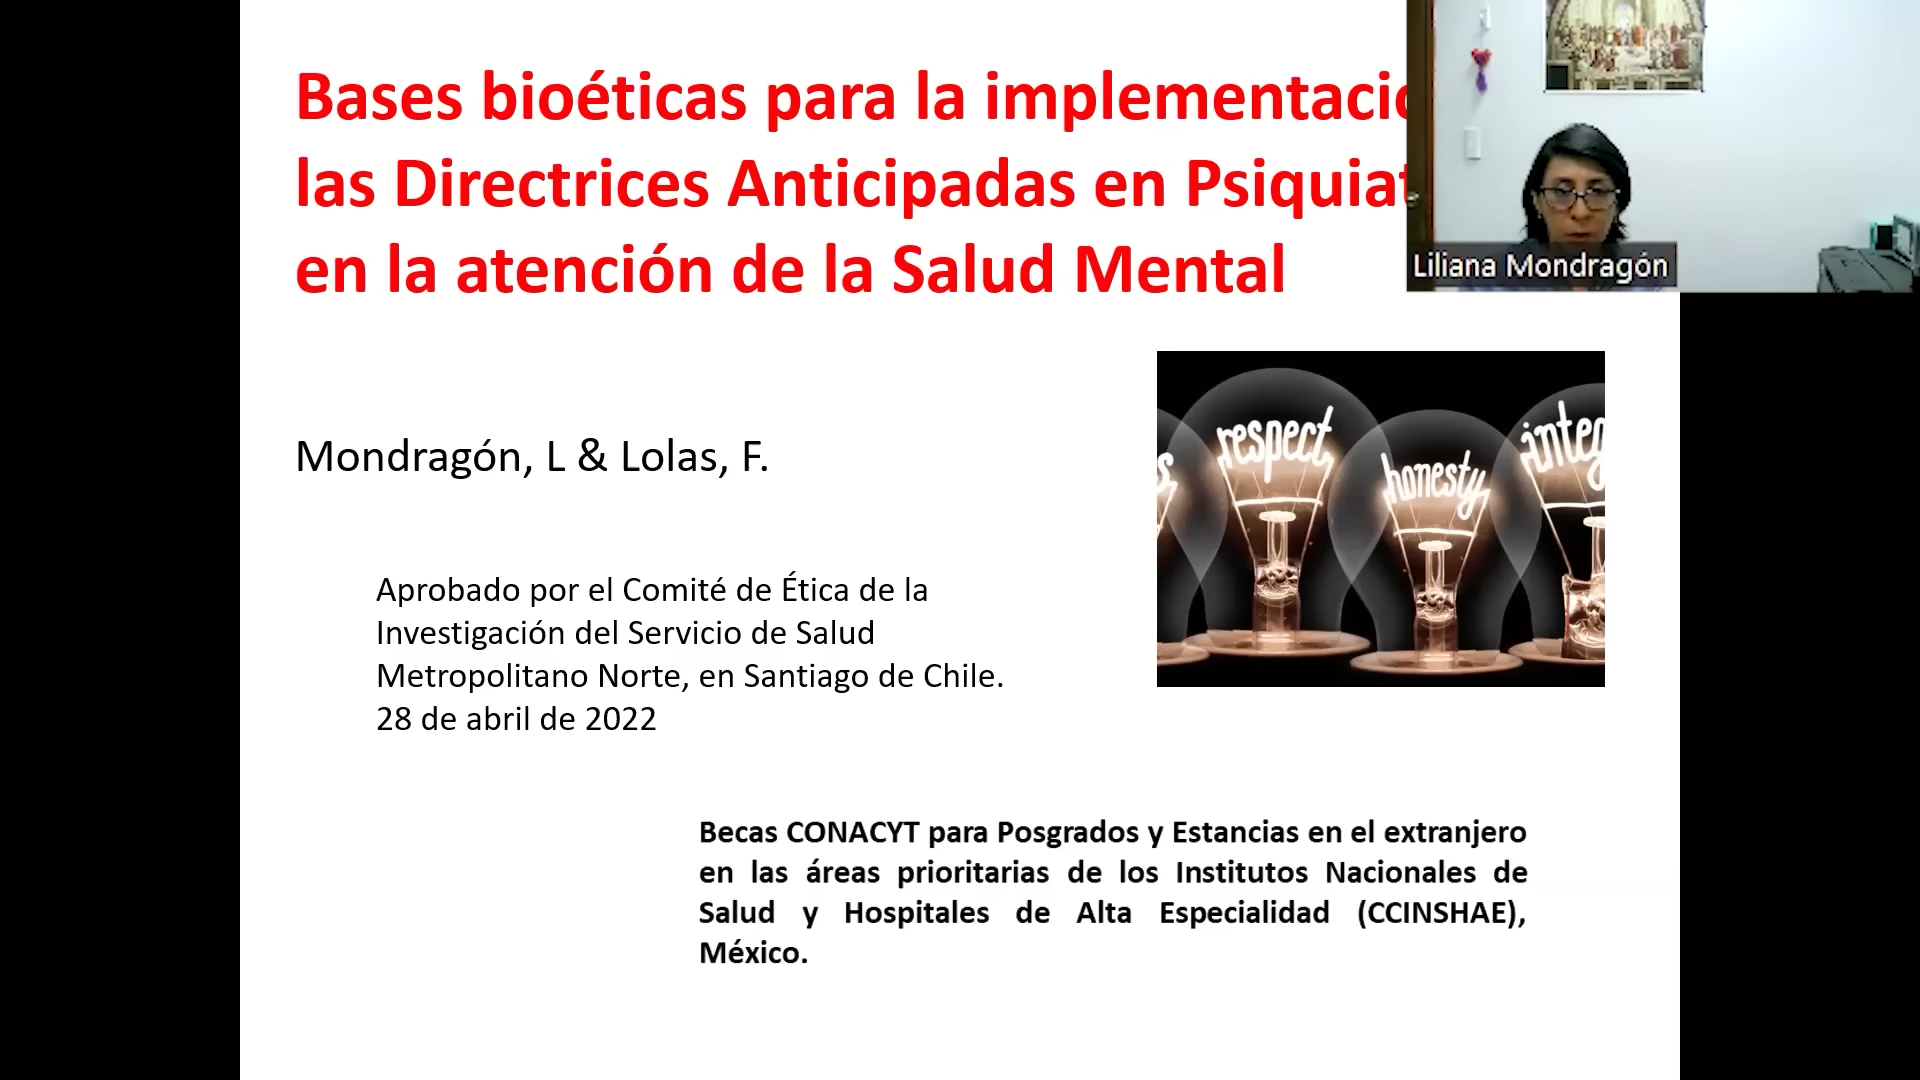 Bases bioéticas para la
las Directrices Anticipadas en
en la atención de la Salud Mental
Liliana Mondragón
Mondragón, L & Lolas, F.
respect
honesty
Aprobado por el Comité de Ética de la
Investigación del Servicio de Salud
Metropolitano Norte, en Santiago de Chile.
28 de abril de 2022
Becas CONACYT para Posgrados y Estancias en el extranjero
en las áreas prioritarias de los Institutos Nacionales de
Salud y Hospitales de Alta Especialidad (CCINSHAE),
México.